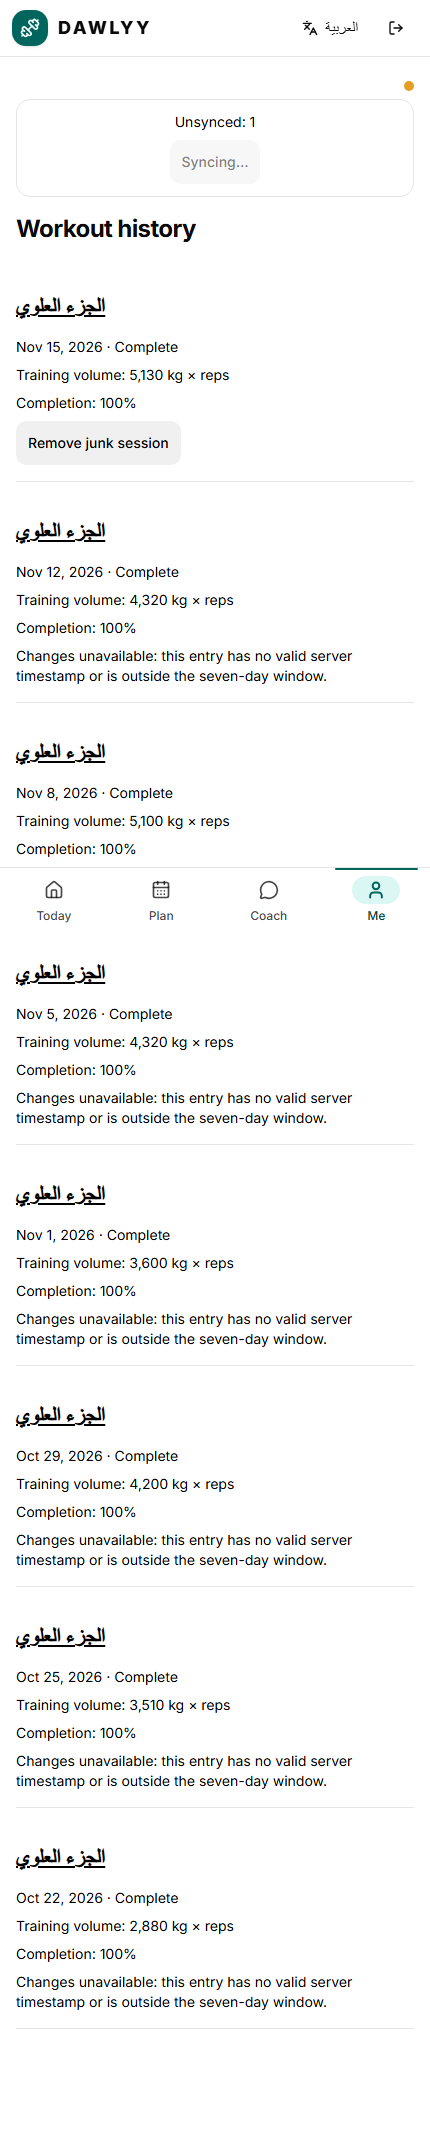 DAWLYY
العربية
Unsynced: 1
Syncing...
Workout history
الجزء العلوي
Nov 15, 2026 · Complete
Training volume: 5,130 kg × reps
Completion: 100%
Remove junk session
الجزء العلوي
Nov 12, 2026 · Complete
Training volume: 4,320 kg × reps
Completion: 100%
Changes unavailable: this entry has no valid server
timestamp or is outside the seven-day window.
الجزء العلوي
Nov 8, 2026 · Complete
Training volume: 5,100 kg × reps
Completion: 100%
Today
Plan
Coach
Me
الجزء العلوي
Nov 5, 2026 · Complete
Training volume: 4,320 kg × reps
Completion: 100%
Changes unavailable: this entry has no valid server
timestamp or is outside the seven-day window.
الجزء العلوي
Nov 1, 2026 · Complete
Training volume: 3,600 kg × reps
Completion: 100%
Changes unavailable: this entry has no valid server
timestamp or is outside the seven-day window.
الجزء العلوي
Oct 29, 2026 · Complete
Training volume: 4,200 kg × reps
Completion: 100%
Changes unavailable: this entry has no valid server
timestamp or is outside the seven-day window.
الجزء العلوي
Oct 25, 2026 · Complete
Training volume: 3,510 kg × reps
Completion: 100%
Changes unavailable: this entry has no valid server
timestamp or is outside the seven-day window.
الجزء العلوي
Oct 22, 2026 · Complete
Training volume: 2,880 kg × reps
Completion: 100%
Changes unavailable: this entry has no valid server
timestamp or is outside the seven-day window.